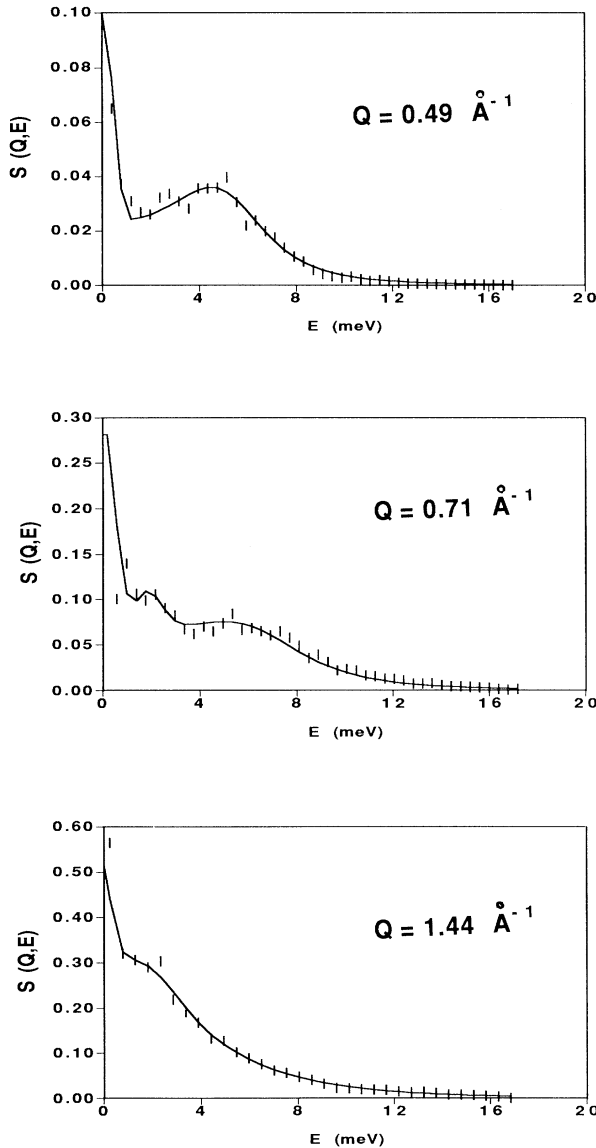 0.10
0.08
0.06
0.04
0.02
0.00
S (Q,E)
Q = 0.49 Å⁻¹
0 4 8 12 16 20
E (meV)
0.30
0.25
0.20
0.15
0.10
0.05
0.00
S (Q,E)
Q = 0.71 Å⁻¹
0 4 8 12 16 20
E (meV)
0.60
0.50
0.40
0.30
0.20
0.10
0.00
S (Q,E)
Q = 1.44 Å⁻¹
0 4 8 12 16 20
E (meV)